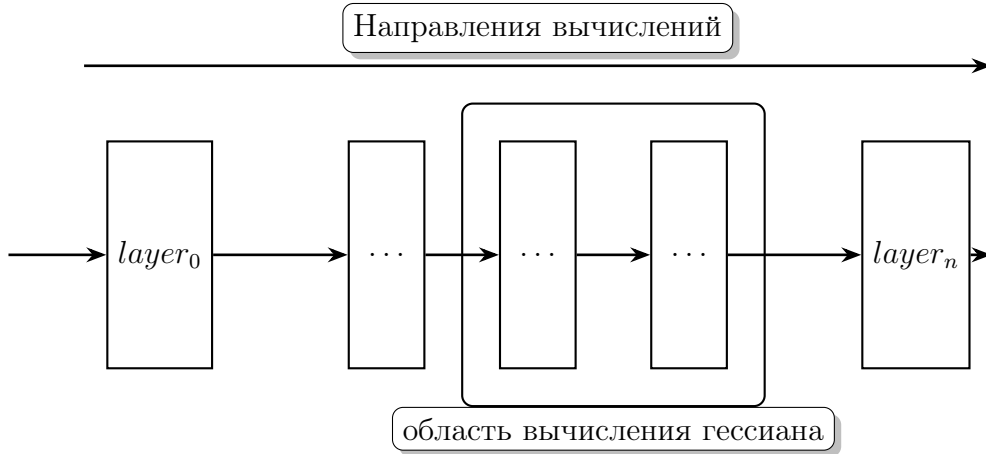 Направления вычислений
layer₀ ... ... ... layerₙ
область вычисления гессиана